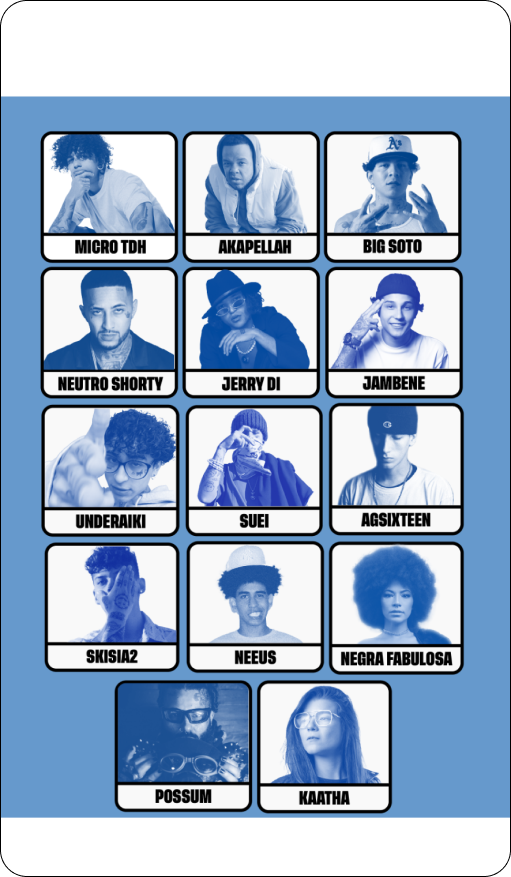 A's
MICRO TDH
AKAPELLAH
BIG SOTO
NEUTRO SHORTY
JERRY DI
JAMBENE
UNDERAIKI
SUEI
AGSIXTEEN
SKISIA2
NEEUS
NEGRA FABULOSA
POSSUM
KAATHA